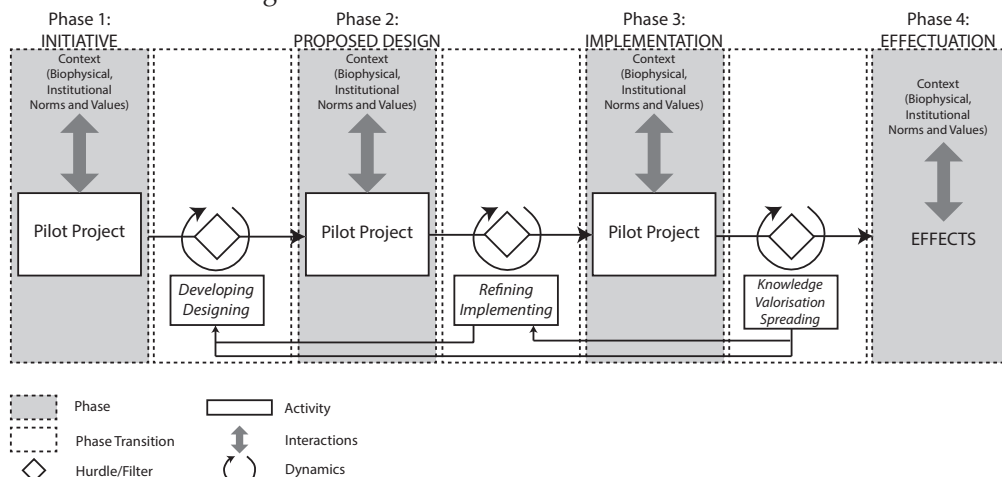 Phase 1:
INITIATIVE
Phase 2:
PROPOSED DESIGN
Phase 3:
IMPLEMENTATION
Phase 4:
EFFECTUATION
Context
(Biophysical,
Institutional
Norms and Values)
Context
(Biophysical,
Institutional
Norms and Values)
Context
(Biophysical,
Institutional
Norms and Values)
Context
(Biophysical,
Institutional
Norms and Values)
Pilot Project
Pilot Project
Pilot Project
EFFECTS
Developing
Designing
Refining
Implementing
Knowledge
Valorisation
Spreading
Phase
Activity
Phase Transition
Interactions
Hurdle/Filter
Dynamics